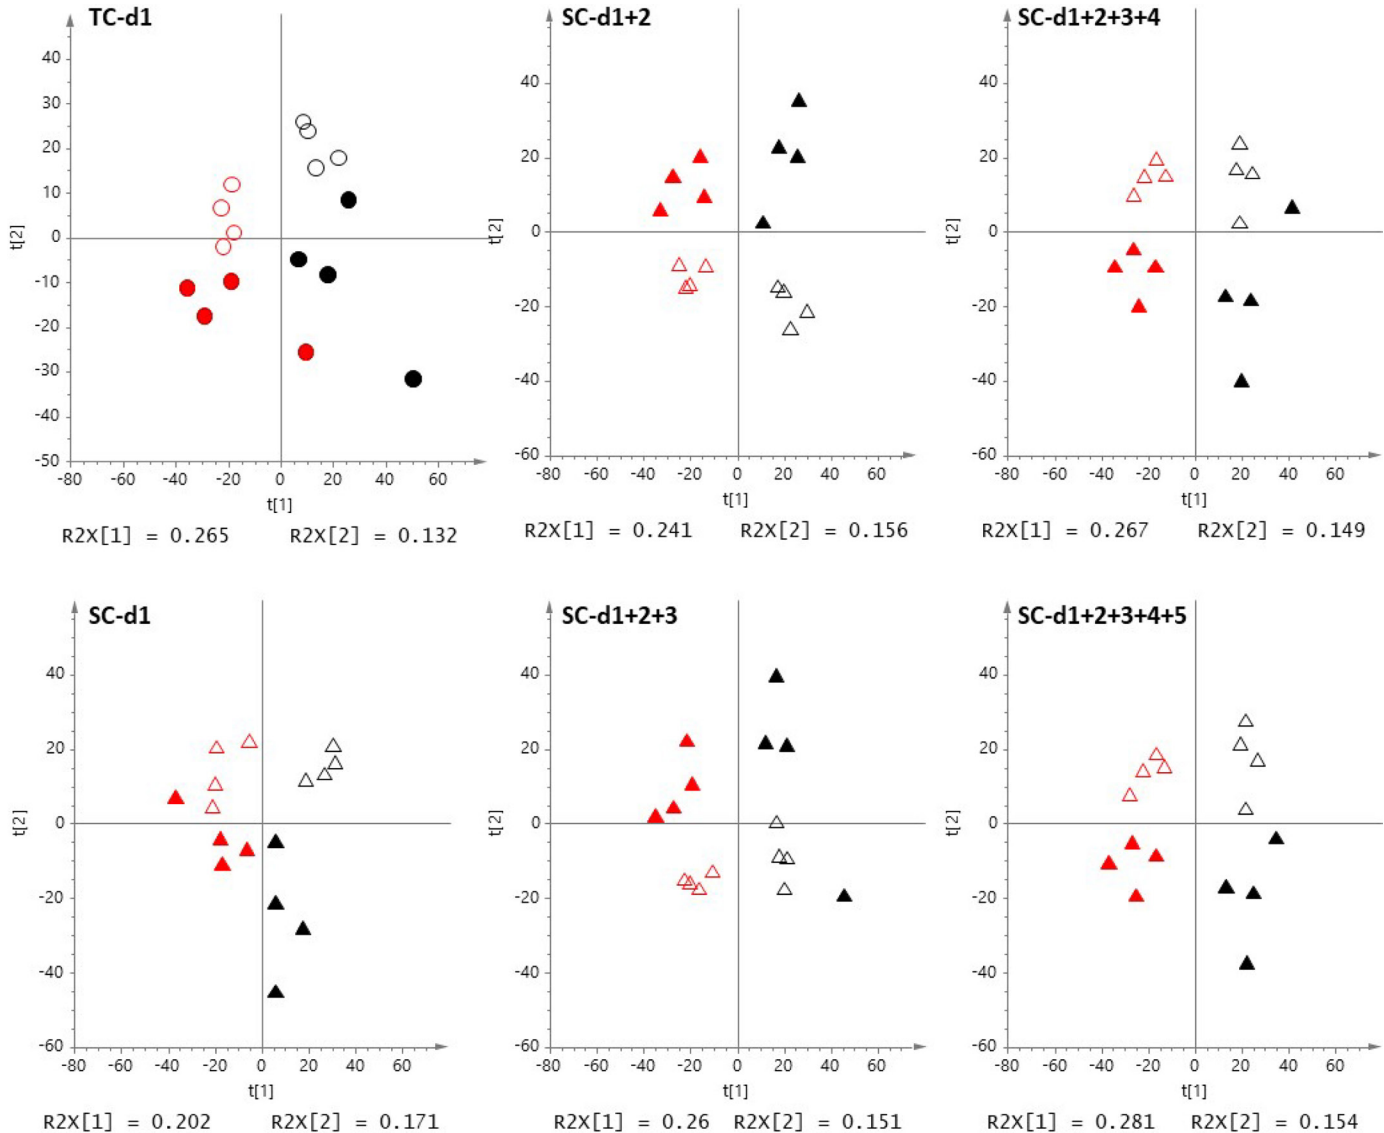 TC-d1
40
30
20
10
0
-10
-20
-30
-40
-50
t[2]
-80 -60 -40 -20 0 20 40 60
t[1]
R2X[1] = 0.265 R2X[2] = 0.132
SC-d1+2
40
20
0
-20
-40
-60
t[2]
-80 -60 -40 -20 0 20 40 60
t[1]
R2X[1] = 0.241 R2X[2] = 0.156
SC-d1+2+3+4
40
20
0
-20
-40
-60
t[2]
-80 -60 -40 -20 0 20 40 60
t[1]
R2X[1] = 0.267 R2X[2] = 0.149
SC-d1
40
20
0
-20
-40
-60
t[2]
-80 -60 -40 -20 0 20 40 60
t[1]
R2X[1] = 0.202 R2X[2] = 0.171
SC-d1+2+3
40
20
0
-20
-40
-60
t[2]
-80 -60 -40 -20 0 20 40 60
t[1]
R2X[1] = 0.26 R2X[2] = 0.151
SC-d1+2+3+4+5
40
20
0
-20
-40
-60
t[2]
-80 -60 -40 -20 0 20 40 60
t[1]
R2X[1] = 0.281 R2X[2] = 0.154